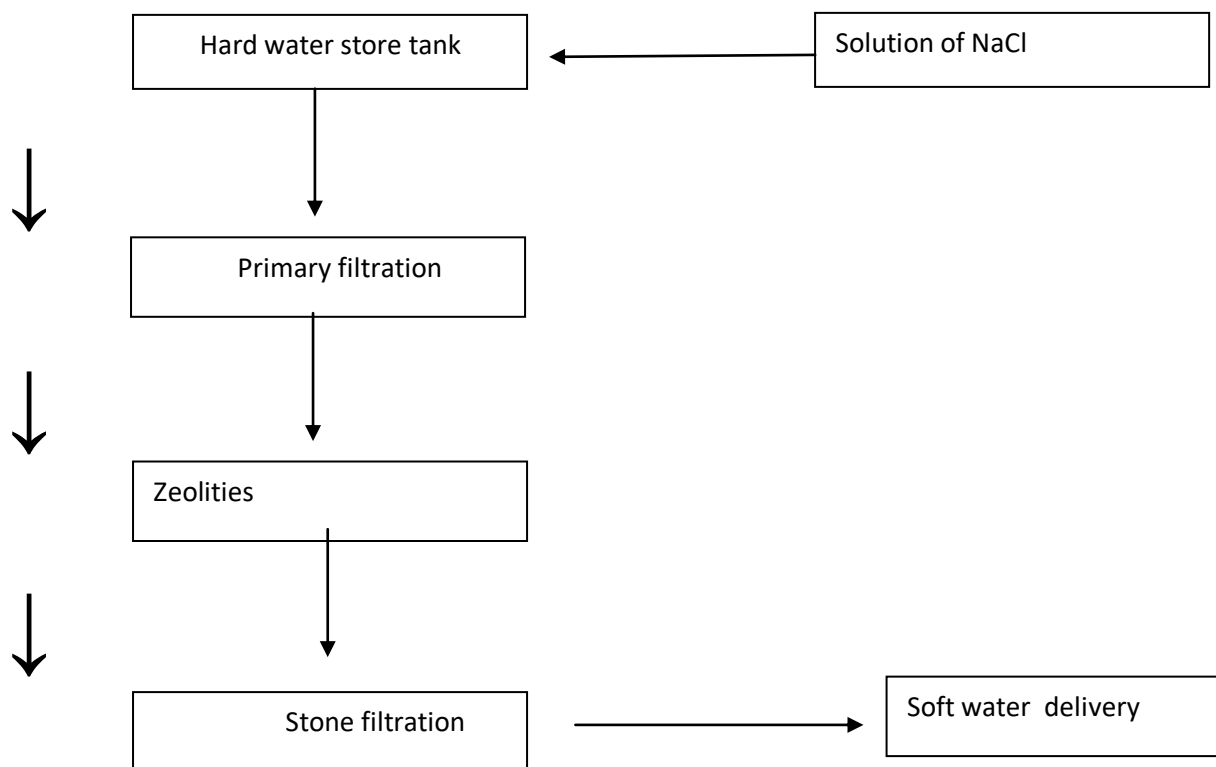 Hard water store tank
Solution of NaCl
Primary filtration
Zeolities
Stone filtration
Soft water delivery